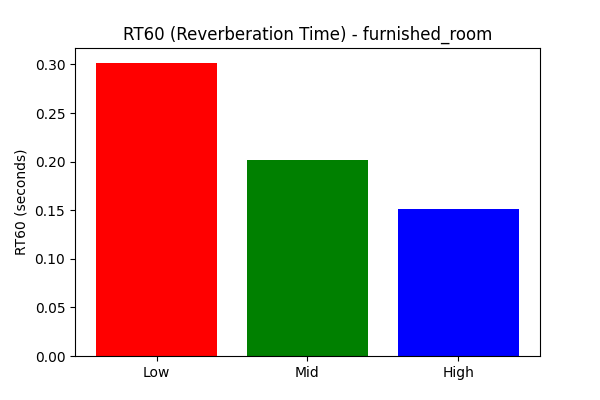 RT60 (Reverberation Time) - furnished_room
RT60 (seconds)
0.30
0.25
0.20
0.15
0.10
0.05
0.00
Low Mid High